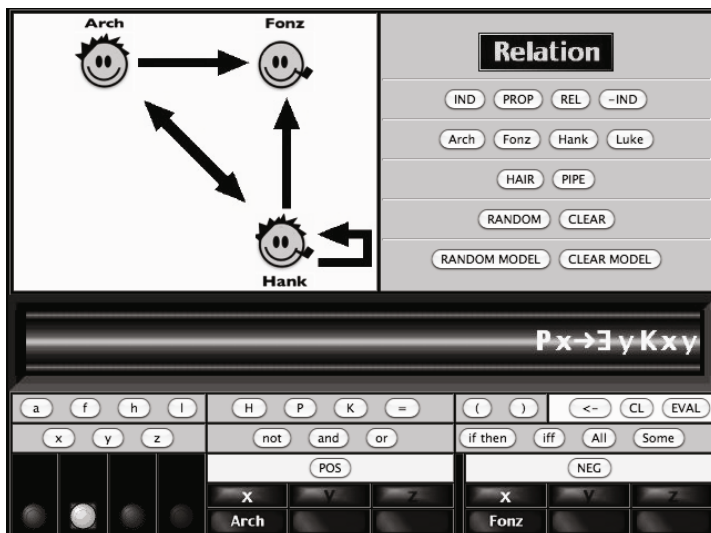 Arch Fonz
Hank
Relation
IND PROP REL -IND
Arch Fonz Hank Luke
HAIR PIPE
RANDOM CLEAR
RANDOM MODEL CLEAR MODEL
Px→∃yKxy
a f h l H P K = ( ) <- CL EVAL
x y z not and or if then iff All Some
POS NEG
x y z x y z
Arch Fonz